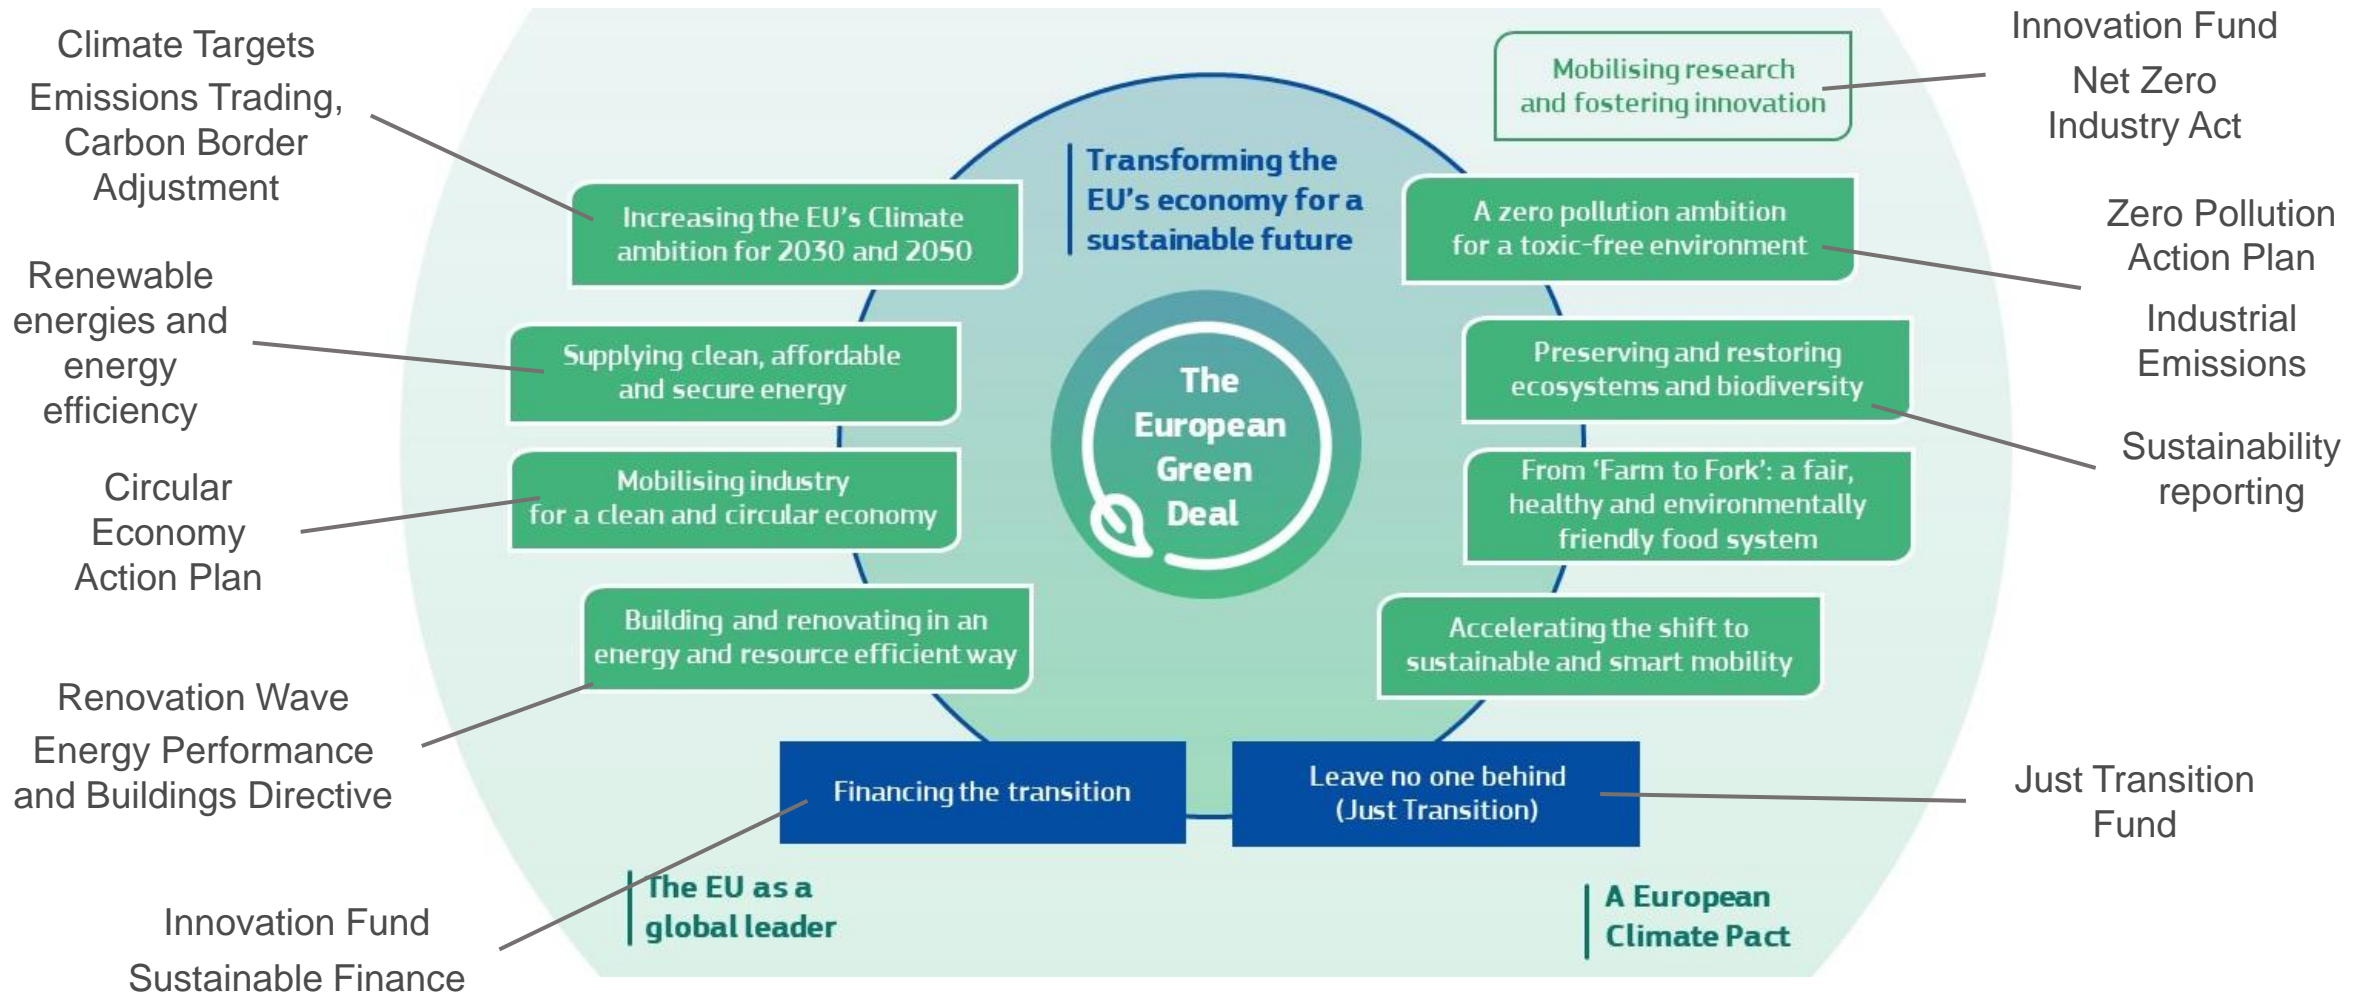 Climate Targets
Emissions Trading,
Carbon Border
Adjustment
Renewable
energies and
energy
efficiency
Circular
Economy
Action Plan
Renovation Wave
Energy Performance
and Buildings Directive
Innovation Fund
Sustainable Finance
Increasing the EU's Climate
ambition for 2030 and 2050
Supplying clean, affordable
and secure energy
Mobilising industry
for a clean and circular economy
Building and renovating in an
energy and resource efficient way
Transforming the
EU's economy for a
sustainable future
The
European
Green
Deal
Financing the transition
Leave no one behind
(Just Transition)
The EU as a
global leader
A European
Climate Pact
Mobilising research
and fostering innovation
A zero pollution ambition
for a toxic-free environment
Preserving and restoring
ecosystems and biodiversity
From ‘Farm to Fork’: a fair,
healthy and environmentally
friendly food system
Accelerating the shift to
sustainable and smart mobility
Innovation Fund
Net Zero
Industry Act
Zero Pollution
Action Plan
Industrial
Emissions
Sustainability
reporting
Just Transition
Fund